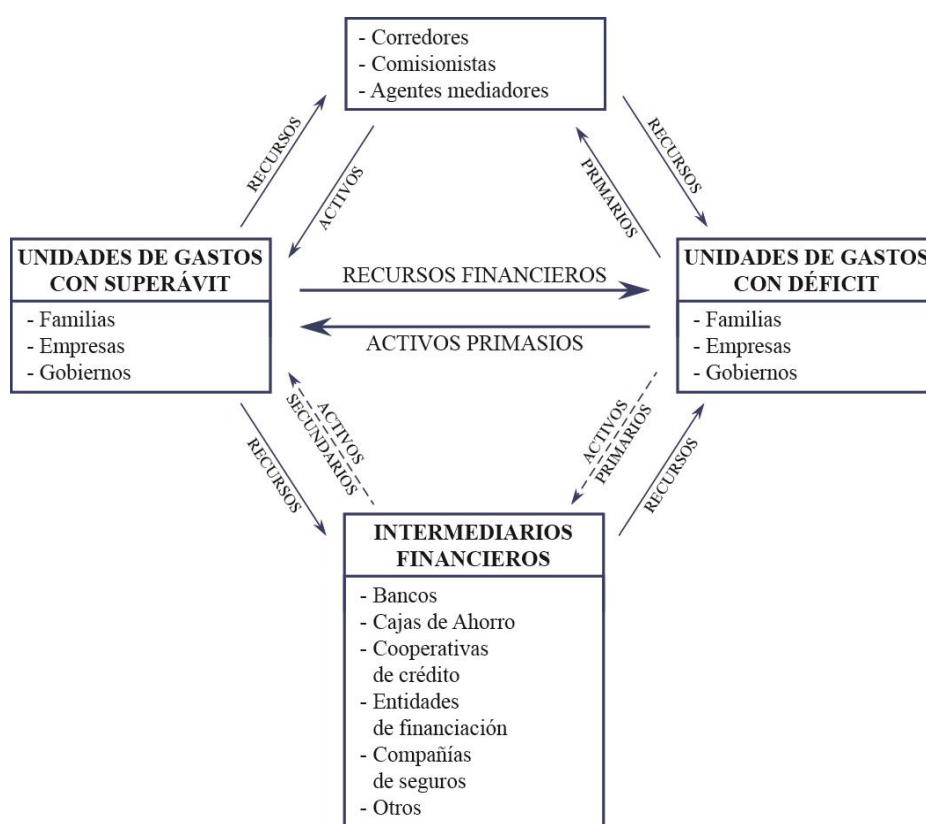 - Corredores
- Comisionistas
- Agentes mediadores
RECURSOS
ACTIVOS
PRIMARIOS
RECURSOS
UNIDADES DE GASTOS
CON SUPERÁVIT
- Familias
- Empresas
- Gobiernos
RECURSOS FINANCIEROS
ACTIVOS PRIMASIOS
UNIDADES DE GASTOS
CON DÉFICIT
- Familias
- Empresas
- Gobiernos
RECURSOS
ACTIVOS
SECUNDARIOS
ACTIVOS
PRIMARIOS
RECURSOS
INTERMEDIARIOS
FINANCIEROS
- Bancos
- Cajas de Ahorro
- Cooperativas
de crédito
- Entidades
de financiación
- Compañías
de seguros
- Otros